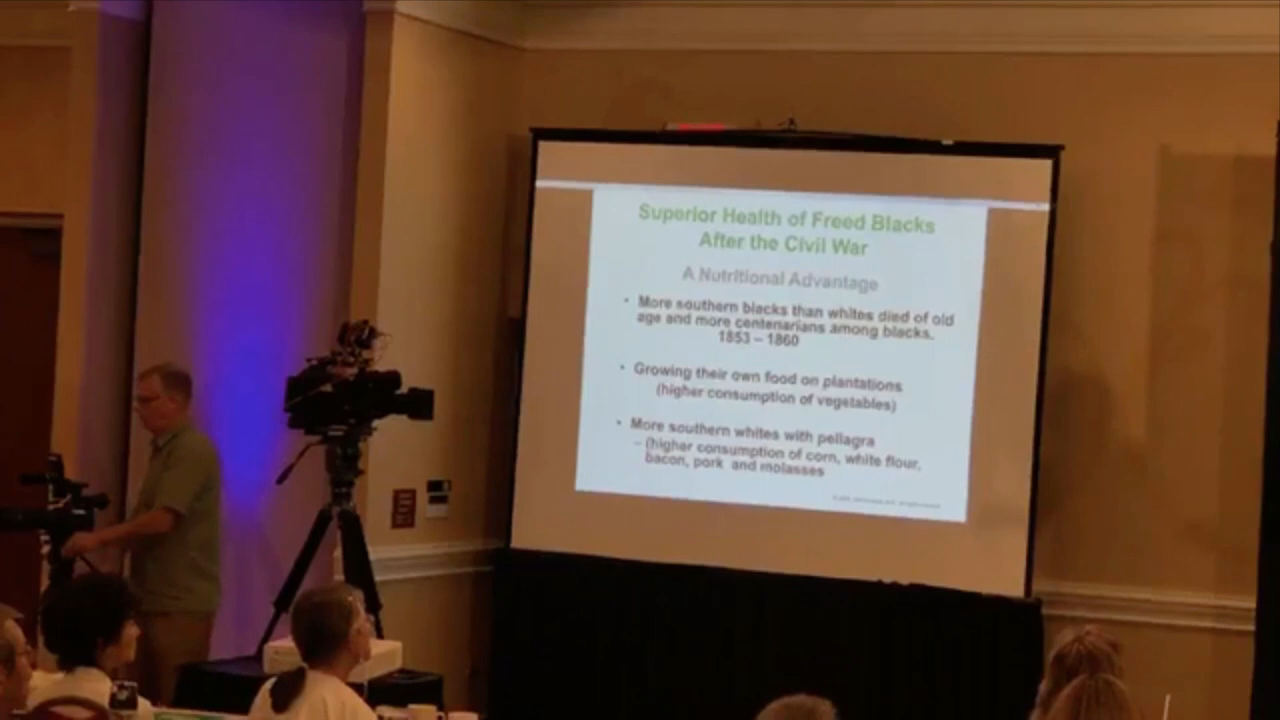 Superior Health of Freed Blacks
After the Civil War
A Nutritional Advantage
• More southern blacks than whites died of old
age and more centenarians among blacks.
1853 – 1860
• Growing their own food on plantations
(higher consumption of vegetables)
• More southern whites with pellagra
– (higher consumption of corn, white flour,
bacon, pork and molasses